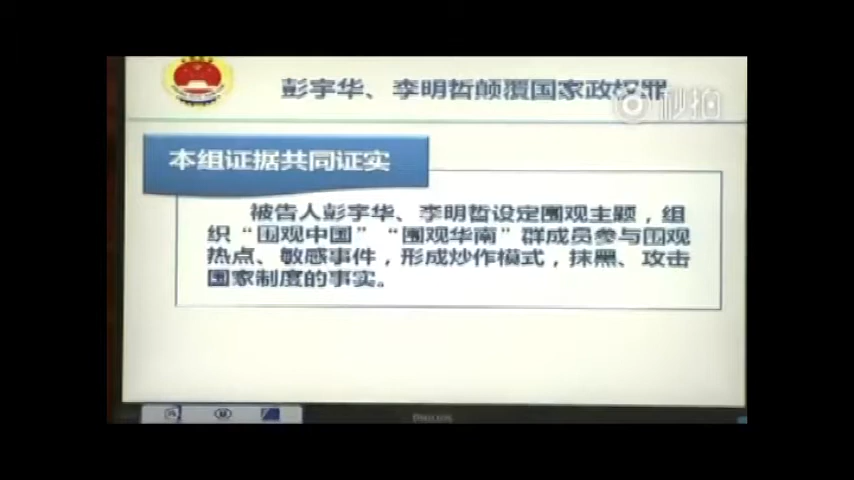 彭宇华、李明哲颠覆国家政权罪
秒拍
本组证据共同证实
被告人彭宇华、李明哲设定围观主题，组
织“围观中国”“围观华南”群成员参与围观
热点、敏感事件，形成炒作模式，抹黑、攻击
国家制度的事实。